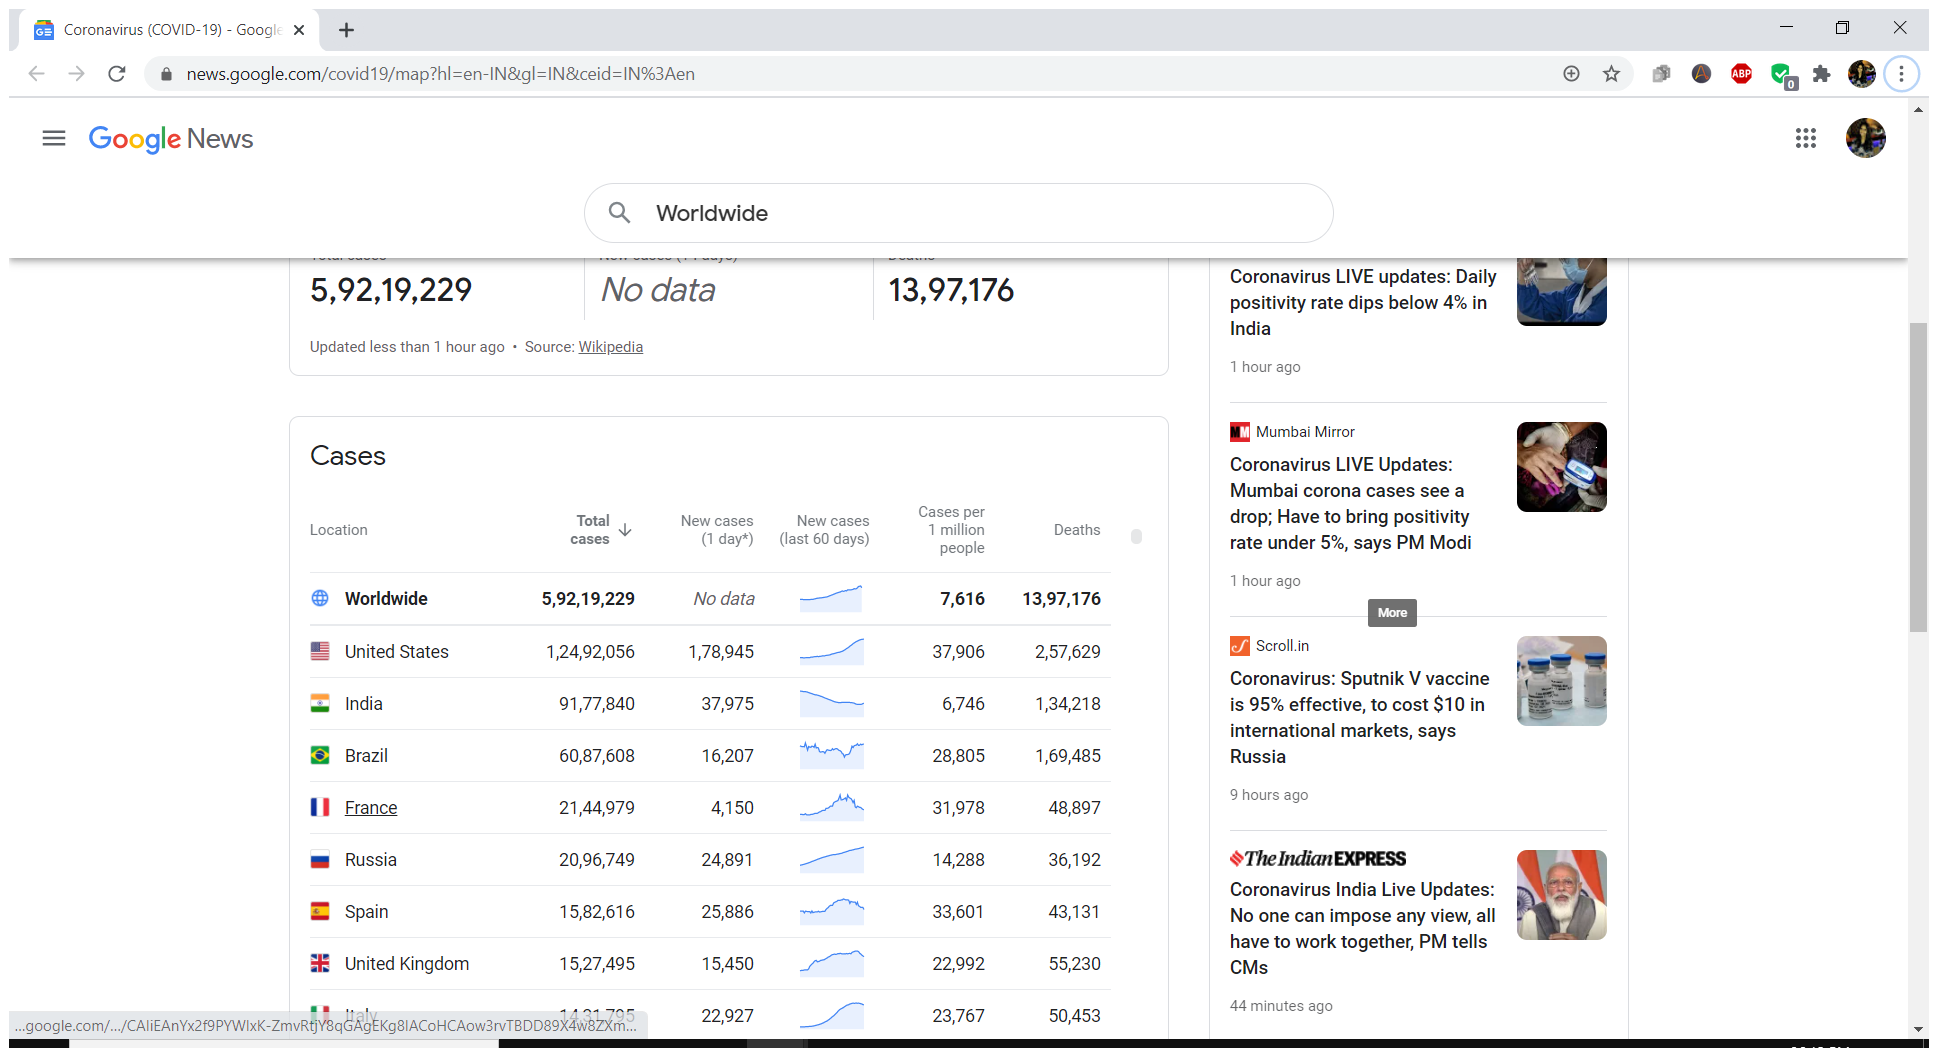 Coronavirus (COVID-19) - Google
news.google.com/covid19/map?hl=en-IN&gl=IN&ceid=IN%3Aen
ABP
0
Google News
Worldwide
5,92,19,229 No data 13,97,176
Updated less than 1 hour ago • Source: Wikipedia
Cases
Location Total cases New cases (1 day*) New cases (last 60 days) Cases per 1 million people Deaths
Worldwide 5,92,19,229 No data 7,616 13,97,176
United States 1,24,92,056 1,78,945 37,906 2,57,629
India 91,77,840 37,975 6,746 1,34,218
Brazil 60,87,608 16,207 28,805 1,69,485
France 21,44,979 4,150 31,978 48,897
Russia 20,96,749 24,891 14,288 36,192
Spain 15,82,616 25,886 33,601 43,131
United Kingdom 15,27,495 15,450 22,992 55,230
Italy 14,31,795 22,927 23,767 50,453
Coronavirus LIVE updates: Daily
positivity rate dips below 4% in
India
1 hour ago
Mumbai Mirror
Coronavirus LIVE Updates:
Mumbai corona cases see a
drop; Have to bring positivity
rate under 5%, says PM Modi
1 hour ago
More
Scroll.in
Coronavirus: Sputnik V vaccine
is 95% effective, to cost $10 in
international markets, says
Russia
9 hours ago
The Indian EXPRESS
Coronavirus India Live Updates:
No one can impose any view, all
have to work together, PM tells
CMs
44 minutes ago